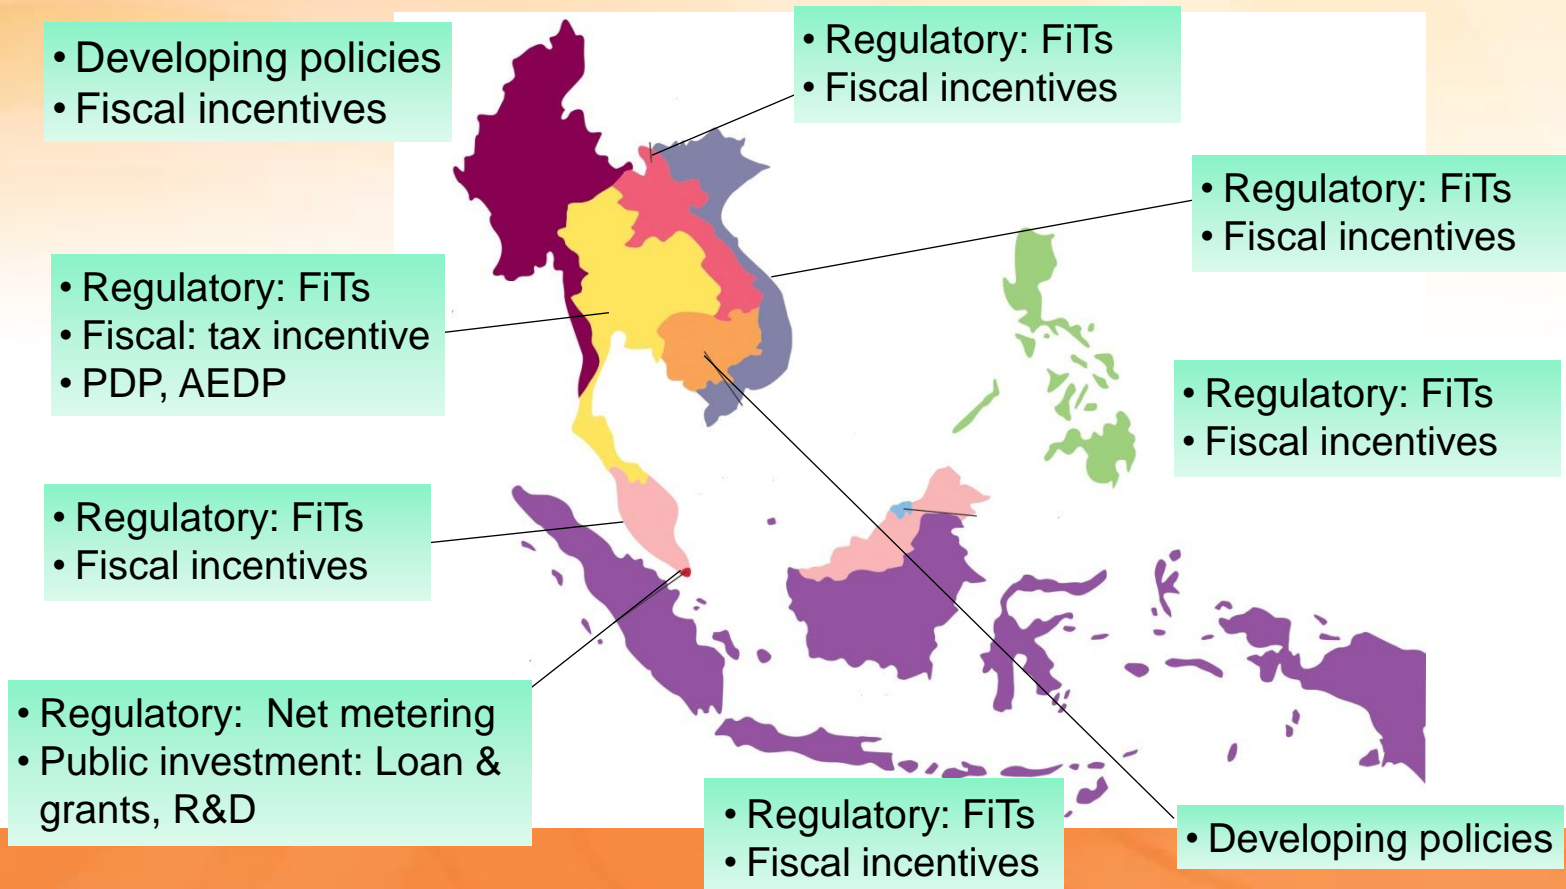 • Developing policies
• Fiscal incentives
• Regulatory: FiTs
• Fiscal incentives
• Regulatory: FiTs
• Fiscal incentives
• Regulatory: FiTs
• Fiscal: tax incentive
• PDP, AEDP
• Regulatory: FiTs
• Fiscal incentives
• Regulatory: FiTs
• Fiscal incentives
• Regulatory:  Net metering
• Public investment: Loan &
grants, R&D
• Regulatory: FiTs
• Fiscal incentives
• Developing policies